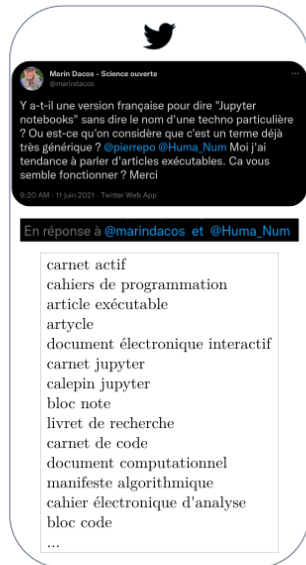 Marin Dacos - Science ouverte
@marindacos
Y a-t-il une version française pour dire "Jupyter
notebooks" sans dire le nom d'une techno particulière
? Ou est-ce qu'on considère que c'est un terme déjà
très générique ? @pierrepo @Huma_Num Moi j'ai
tendance à parler d'articles exécutables. Ca vous
semble fonctionner ? Merci
9:20 AM · 11 juin 2021 · Twitter Web App
En réponse à @marindacos et @Huma_Num
carnet actif
cahiers de programmation
article exécutable
artycle
document électronique interactif
carnet jupyter
calepin jupyter
bloc note
livret de recherche
carnet de code
document computationnel
manifeste algorithmique
cahier électronique d'analyse
bloc code
...